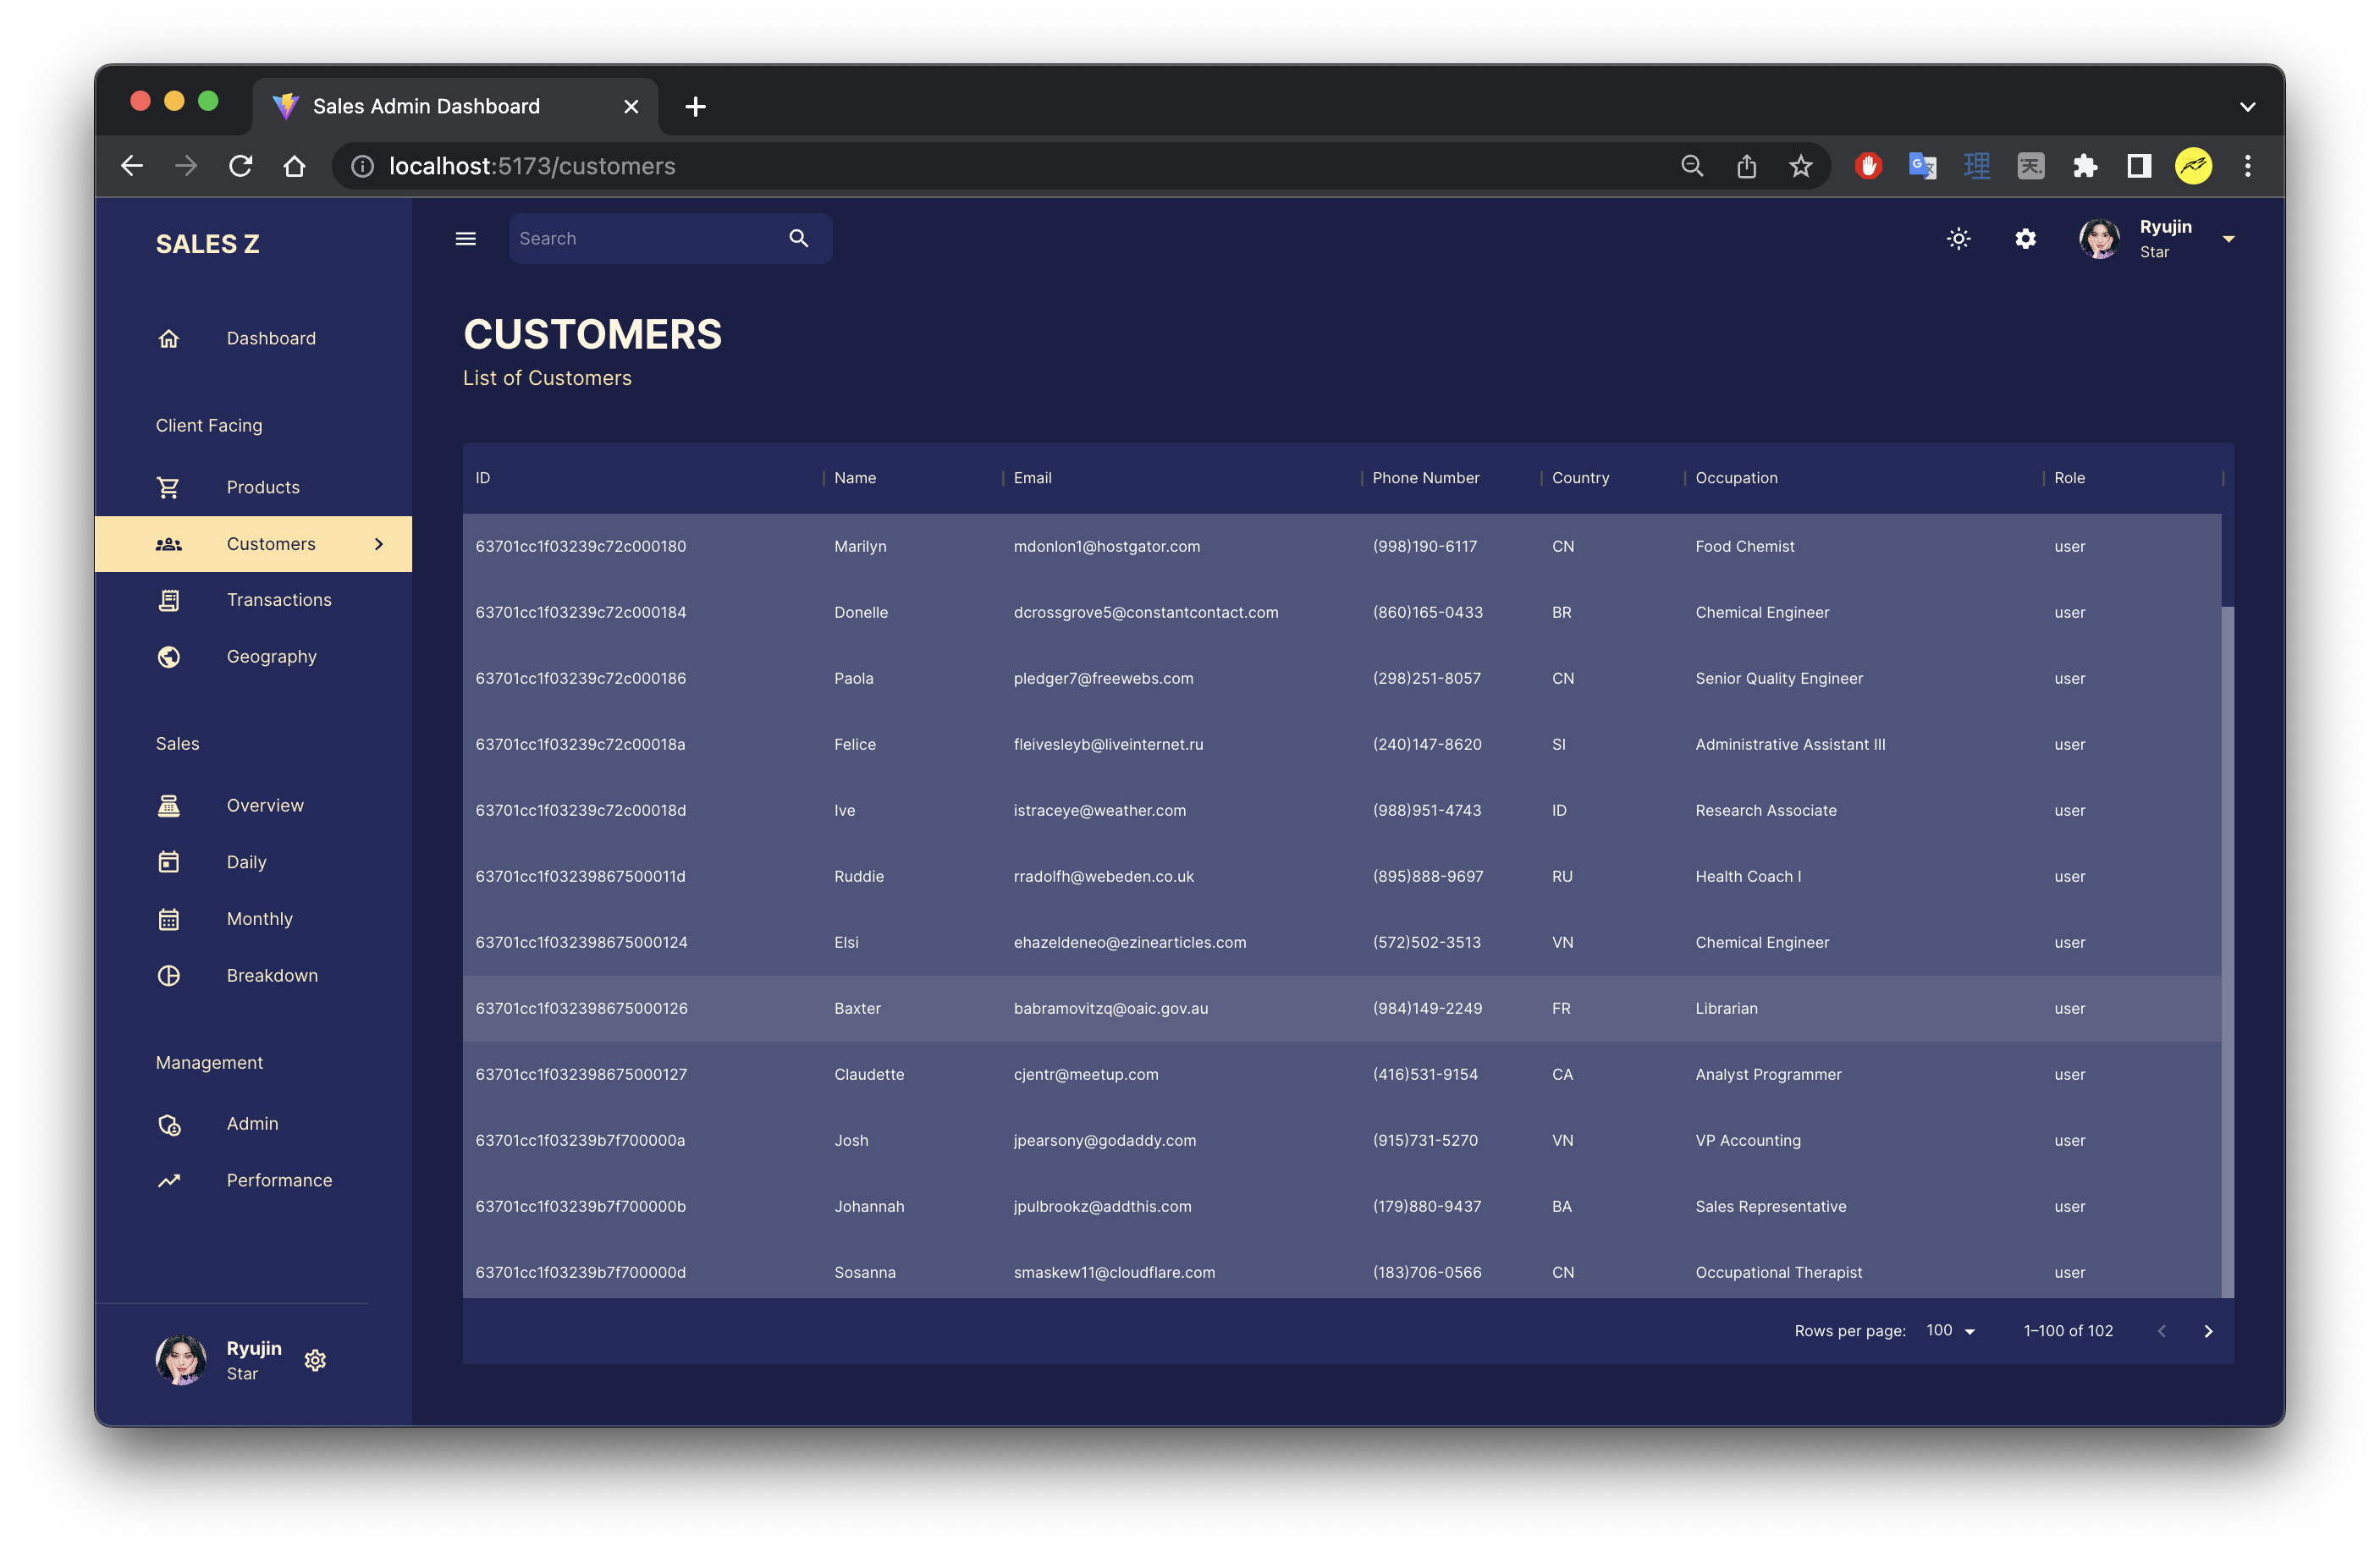 Sales Admin Dashboard
localhost:5173/customers
SALES Z
Dashboard
Client Facing
Products
Customers
Transactions
Geography
Sales
Overview
Daily
Monthly
Breakdown
Management
Admin
Performance
Ryujin
Star
Search
Ryujin
Star
CUSTOMERS
List of Customers
ID Name Email Phone Number Country Occupation Role
63701cc1f03239c72c000180 Marilyn mdonlon1@hostgator.com (998)190-6117 CN Food Chemist user
63701cc1f03239c72c000184 Donelle dcrossgrove5@constantcontact.com (860)165-0433 BR Chemical Engineer user
63701cc1f03239c72c000186 Paola pledger7@freewebs.com (298)251-8057 CN Senior Quality Engineer user
63701cc1f03239c72c00018a Felice fleivesleyb@liveinternet.ru (240)147-8620 SI Administrative Assistant III user
63701cc1f03239c72c00018d Ive istraceye@weather.com (988)951-4743 ID Research Associate user
63701cc1f03239867500011d Ruddie rradolfh@webeden.co.uk (895)888-9697 RU Health Coach I user
63701cc1f032398675000124 Elsi ehazeldeneo@ezinearticles.com (572)502-3513 VN Chemical Engineer user
63701cc1f032398675000126 Baxter babramovitzq@oaic.gov.au (984)149-2249 FR Librarian user
63701cc1f032398675000127 Claudette cjentr@meetup.com (416)531-9154 CA Analyst Programmer user
63701cc1f03239b7f700000a Josh jpearsony@godaddy.com (915)731-5270 VN VP Accounting user
63701cc1f03239b7f700000b Johannah jpulbrookz@addthis.com (179)880-9437 BA Sales Representative user
63701cc1f03239b7f700000d Sosanna smaskew11@cloudflare.com (183)706-0566 CN Occupational Therapist user
Rows per page: 100 1–100 of 102